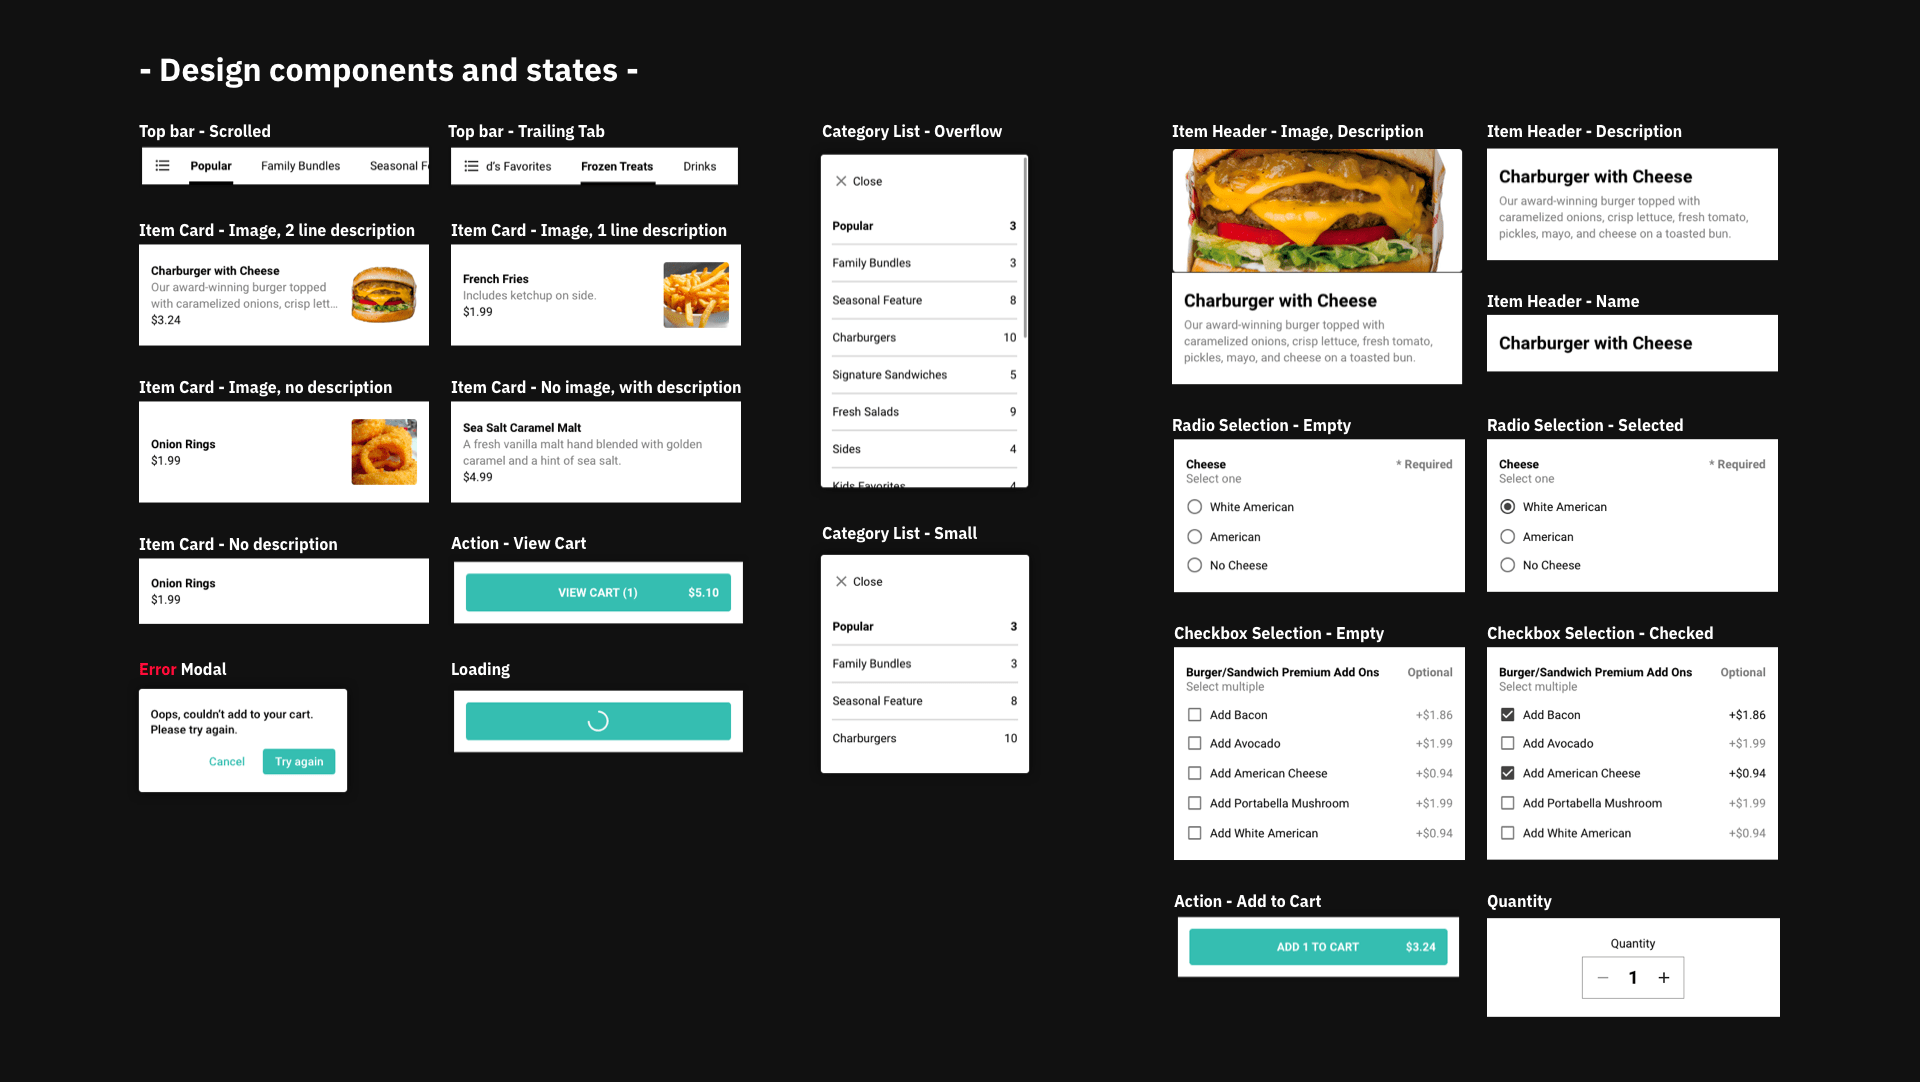 - Design components and states -
Top bar - Scrolled
Popular
Family Bundles
Seasonal Fe
Top bar - Trailing Tab
d's Favorites
Frozen Treats
Drinks
Item Card - Image, 2 line description
Charburger with Cheese
Our award-winning burger topped
with caramelized onions, crisp lett...
$3.24
Item Card - Image, 1 line description
French Fries
Includes ketchup on side.
$1.99
Item Card - Image, no description
Onion Rings
$1.99
Item Card - No image, with description
Sea Salt Caramel Malt
A fresh vanilla malt hand blended with golden
caramel and a hint of sea salt.
$4.99
Item Card - No description
Onion Rings
$1.99
Action - View Cart
VIEW CART (1) $5.10
Error Modal
Oops, couldn't add to your cart.
Please try again.
Cancel Try again
Loading
Category List - Overflow
Close
Popular 3
Family Bundles 3
Seasonal Feature 8
Charburgers 10
Signature Sandwiches 5
Fresh Salads 9
Sides 4
Kids Favorites 4
Category List - Small
Close
Popular 3
Family Bundles 3
Seasonal Feature 8
Charburgers 10
Item Header - Image, Description
Charburger with Cheese
Our award-winning burger topped with
caramelized onions, crisp lettuce, fresh tomato,
pickles, mayo, and cheese on a toasted bun.
Item Header - Description
Charburger with Cheese
Our award-winning burger topped with
caramelized onions, crisp lettuce, fresh tomato,
pickles, mayo, and cheese on a toasted bun.
Item Header - Name
Charburger with Cheese
Radio Selection - Empty
Cheese * Required
Select one
White American
American
No Cheese
Radio Selection - Selected
Cheese * Required
Select one
White American
American
No Cheese
Checkbox Selection - Empty
Burger/Sandwich Premium Add Ons Optional
Select multiple
Add Bacon +$1.86
Add Avocado +$1.99
Add American Cheese +$0.94
Add Portabella Mushroom +$1.99
Add White American +$0.94
Checkbox Selection - Checked
Burger/Sandwich Premium Add Ons Optional
Select multiple
Add Bacon +$1.86
Add Avocado +$1.99
Add American Cheese +$0.94
Add Portabella Mushroom +$1.99
Add White American +$0.94
Action - Add to Cart
ADD 1 TO CART $3.24
Quantity
Quantity
1